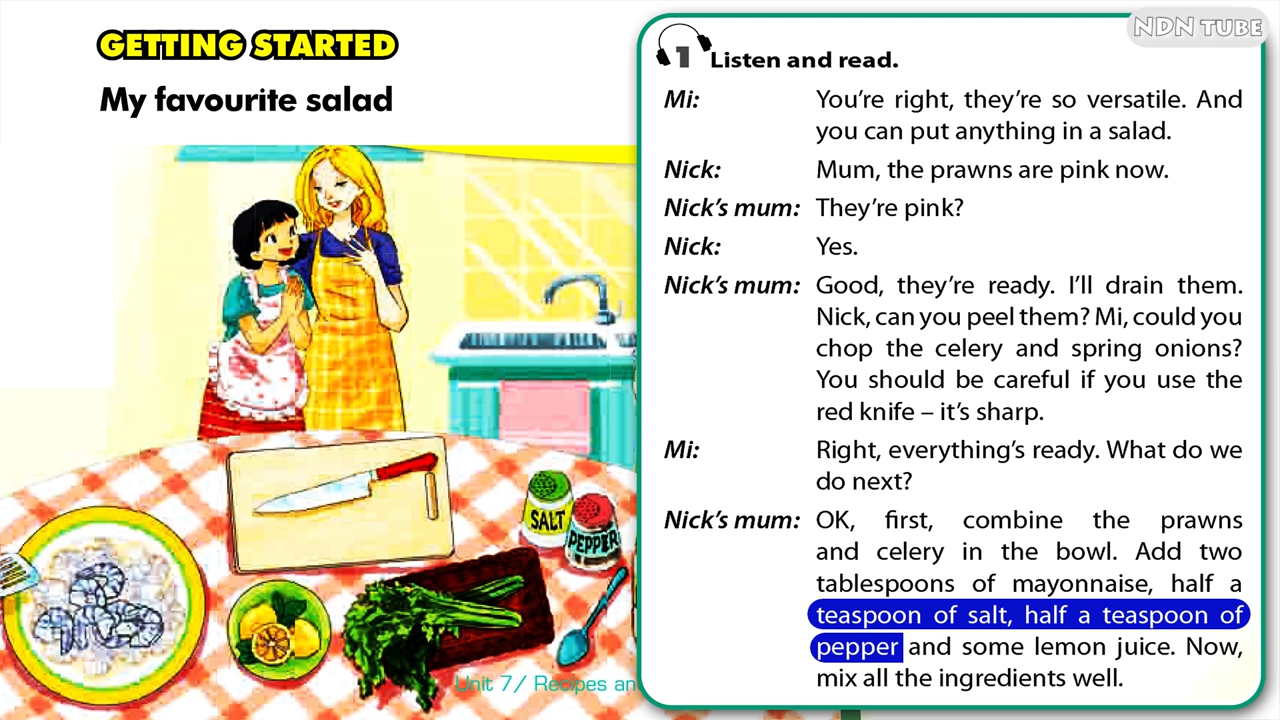 NDN TUBE
GETTING STARTED
My favourite salad
1 Listen and read.
Mi: You're right, they're so versatile. And
you can put anything in a salad.
Nick: Mum, the prawns are pink now.
Nick's mum: They're pink?
Nick: Yes.
Nick's mum: Good, they're ready. I'll drain them.
Nick, can you peel them? Mi, could you
chop the celery and spring onions?
You should be careful if you use the
red knife – it's sharp.
Mi: Right, everything's ready. What do we
do next?
Nick's mum: OK, first, combine the prawns
and celery in the bowl. Add two
tablespoons of mayonnaise, half a
teaspoon of salt, half a teaspoon of
pepper and some lemon juice. Now,
mix all the ingredients well.
SALT
PEPPER
Unit 7/ Recipes